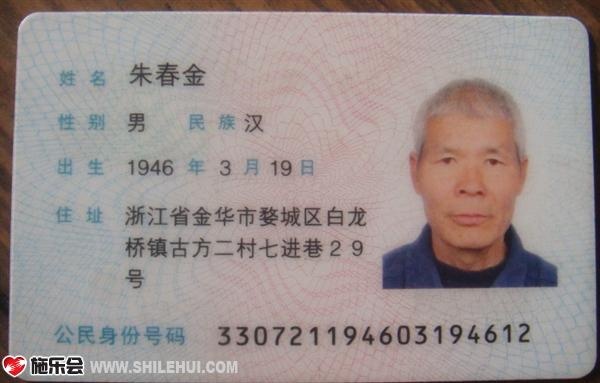 姓名 朱春金
性别 男 民族 汉
出生 1946 年 3 月 19 日
住址 浙江省金华市婺城区白龙
桥镇古方二村七进巷29
号
公民身份号码 330721194603194612
施乐会 WWW.SHILEHUI.COM